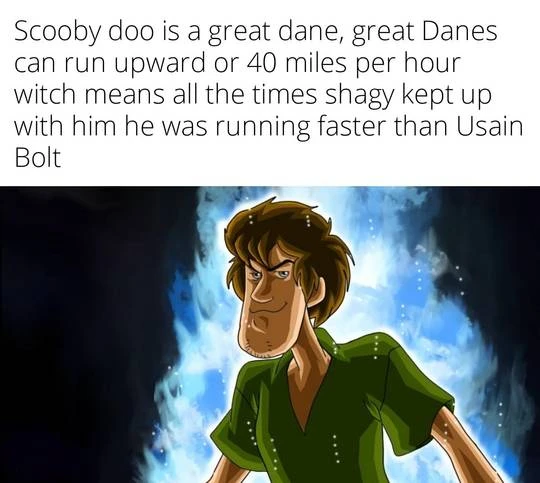 Scooby doo is a great dane, great Danes
can run upward or 40 miles per hour
witch means all the times shagy kept up
with him he was running faster than Usain
Bolt